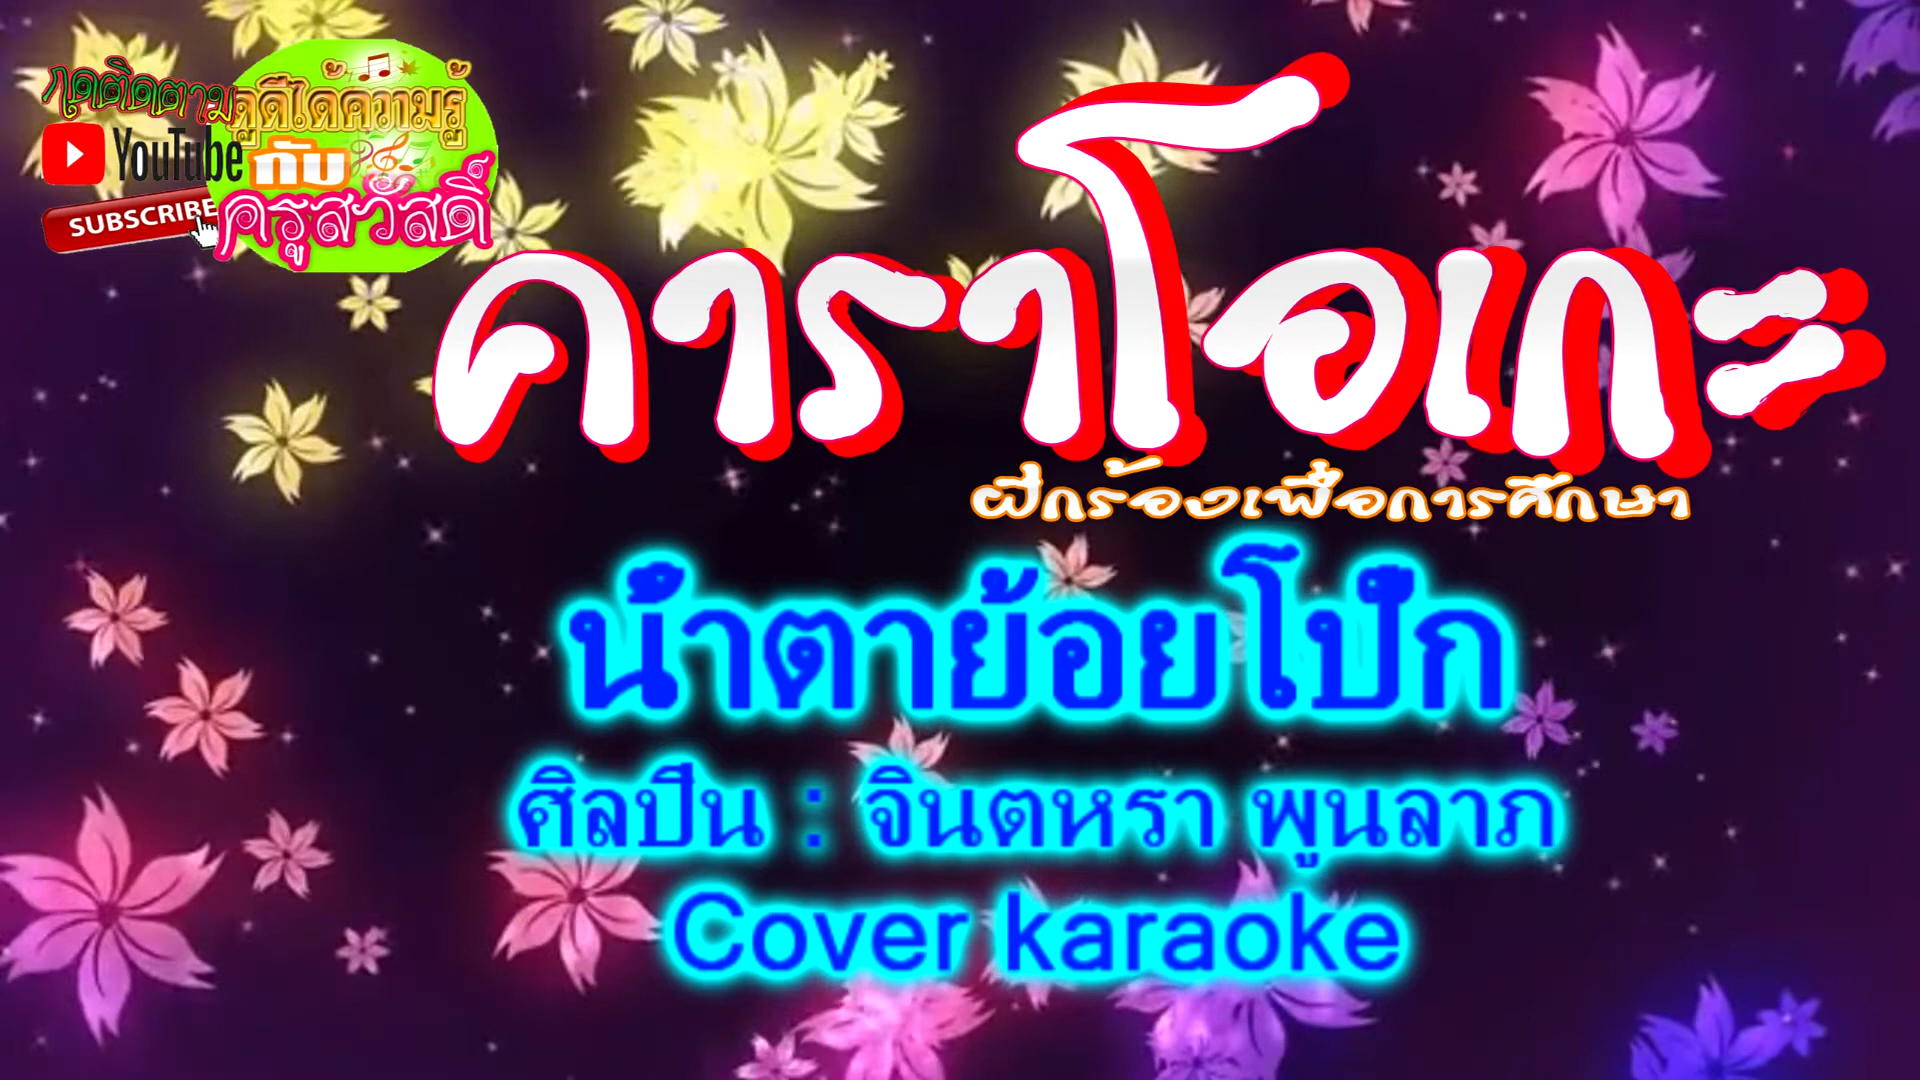 กดติดตาม
ดูดีได้ความรู้
YouTube
กับ
SUBSCRIBE
ครูสวัสดิ์
คาราโอเกะ
ฝึกร้องเพื่อการศึกษา
น้ำตาย้อยโป๊ก
ศิลปิน : จินตหรา พูนลาภ
Cover karaoke